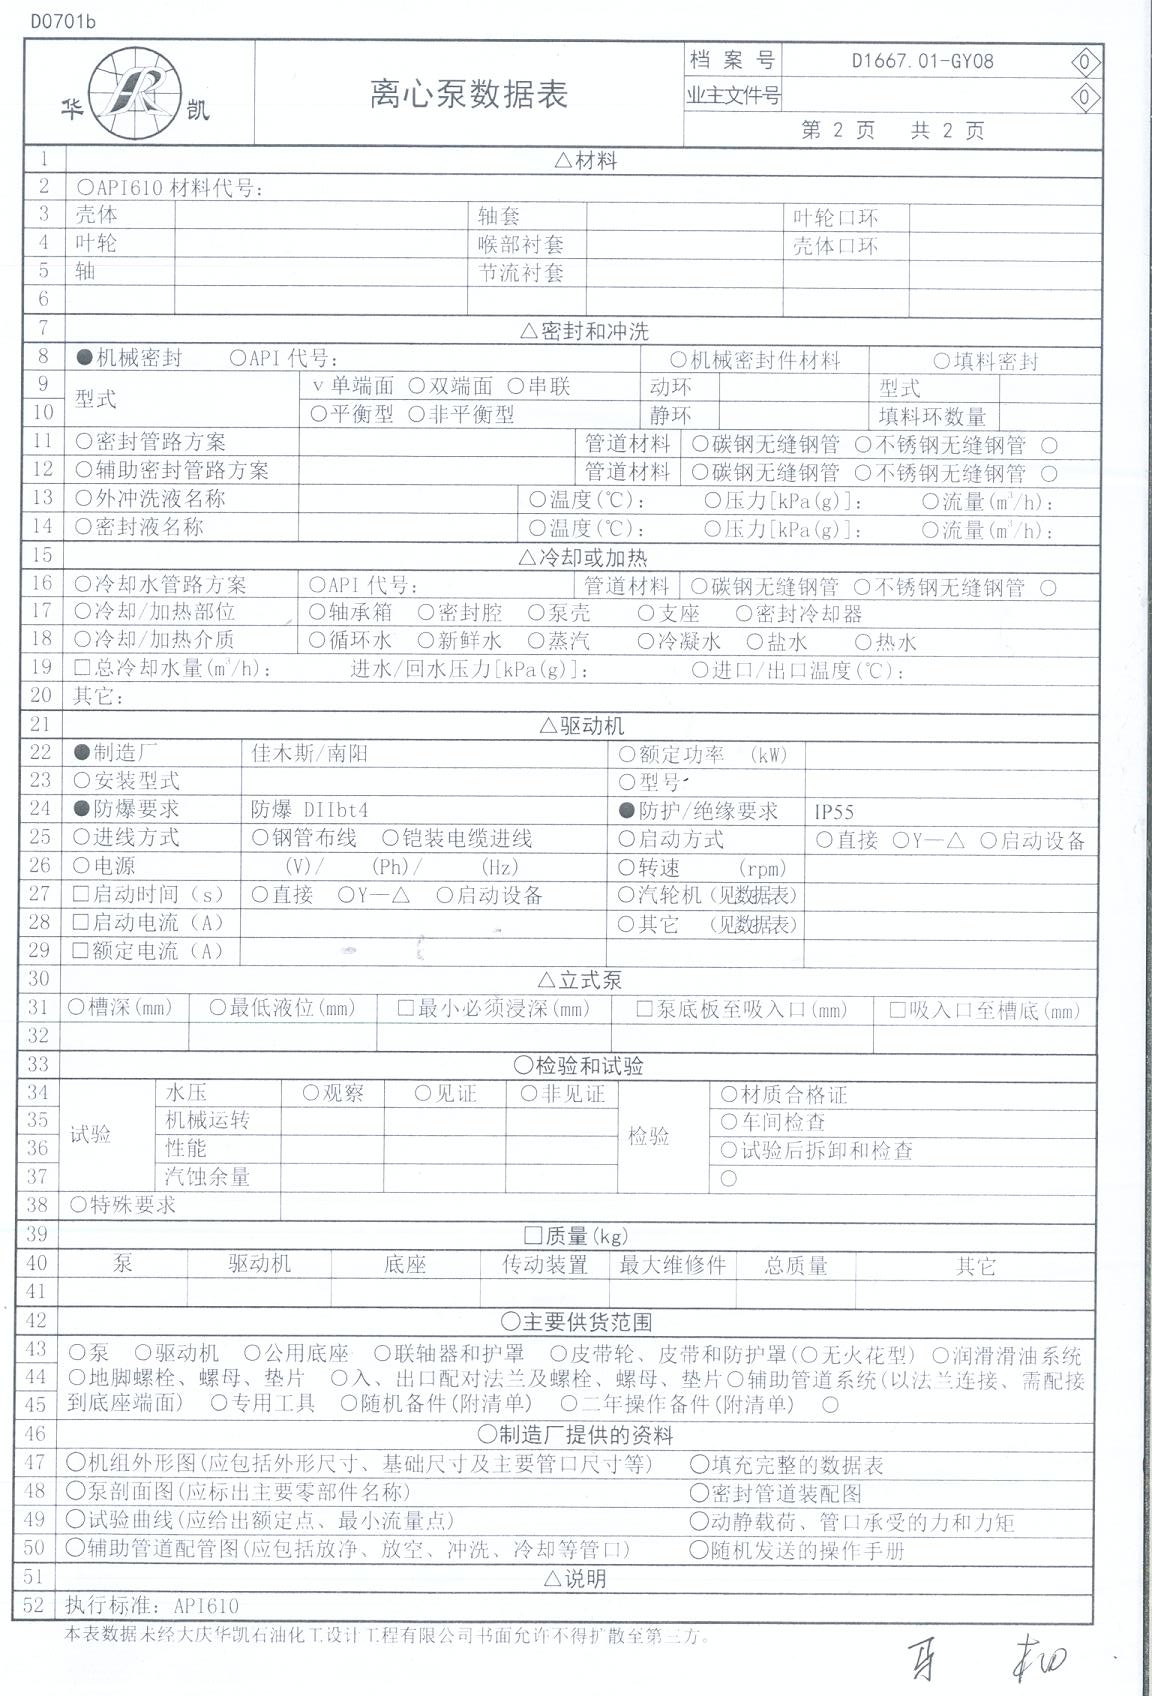 D0701b
华 凯
离心泵数据表
档 案 号 D1667.01-GY08 0
业主文件号 0
第 2 页 共 2 页
1 △材料
2 ○API610 材料代号:
3 壳体 轴套 叶轮口环
4 叶轮 喉部衬套 壳体口环
5 轴 节流衬套
6
7 △密封和冲洗
8 ●机械密封 ○API 代号: ○机械密封件材料 ○填料密封
9 型式 v 单端面 ○双端面 ○串联 动环 型式
10 ○平衡型 ○非平衡型 静环 填料环数量
11 ○密封管路方案 管道材料 ○碳钢无缝钢管 ○不锈钢无缝钢管 ○
12 ○辅助密封管路方案 管道材料 ○碳钢无缝钢管 ○不锈钢无缝钢管 ○
13 ○外冲洗液名称 ○温度(℃): ○压力[kPa(g)]: ○流量(m³/h):
14 ○密封液名称 ○温度(℃): ○压力[kPa(g)]: ○流量(m³/h):
15 △冷却或加热
16 ○冷却水管路方案 ○API 代号: 管道材料 ○碳钢无缝钢管 ○不锈钢无缝钢管 ○
17 ○冷却/加热部位 ○轴承箱 ○密封腔 ○泵壳 ○支座 ○密封冷却器
18 ○冷却/加热介质 ○循环水 ○新鲜水 ○蒸汽 ○冷凝水 ○盐水 ○热水
19 □总冷却水量(m³/h): 进水/回水压力[kPa(g)]: ○进口/出口温度(℃):
20 其它:
21 △驱动机
22 ●制造厂 佳木斯/南阳 ○额定功率 (kW)
23 ○安装型式 ○型号
24 ●防爆要求 防爆 DIIbt4 ●防护/绝缘要求 IP55
25 ○进线方式 ○钢管布线 ○铠装电缆进线 ○启动方式 ○直接 ○Y—△ ○启动设备
26 ○电源 (V)/ (Ph)/ (Hz) ○转速 (rpm)
27 □启动时间（s） ○直接 ○Y—△ ○启动设备 ○汽轮机(见数据表)
28 □启动电流（A） ○其它 (见数据表)
29 □额定电流（A）
30 △立式泵
31 ○槽深(mm) ○最低液位(mm) □最小必须浸深(mm) □泵底板至吸入口(mm) □吸入口至槽底(mm)
32
33 ○检验和试验
34 试验 水压 ○观察 ○见证 ○非见证 检验 ○材质合格证
35 机械运转 ○车间检查
36 性能 ○试验后拆卸和检查
37 汽蚀余量 ○
38 ○特殊要求
39 □质量(kg)
40 泵 驱动机 底座 传动装置 最大维修件 总质量 其它
41
42 ○主要供货范围
43 ○泵 ○驱动机 ○公用底座 ○联轴器和护罩 ○皮带轮、皮带和防护罩(○无火花型) ○润滑滑油系统
44 ○地脚螺栓、螺母、垫片 ○入、出口配对法兰及螺栓、螺母、垫片○辅助管道系统(以法兰连接、需配接
45 到底座端面) ○专用工具 ○随机备件(附清单) ○二年操作备件(附清单) ○
46 ○制造厂提供的资料
47 ○机组外形图(应包括外形尺寸、基础尺寸及主要管口尺寸等) ○填充完整的数据表
48 ○泵剖面图(应标出主要零部件名称) ○密封管道装配图
49 ○试验曲线(应给出额定点、最小流量点) ○动静载荷、管口承受的力和力矩
50 ○辅助管道配管图(应包括放净、放空、冲洗、冷却等管口) ○随机发送的操作手册
51 △说明
52 执行标准: API610
本表数据未经大庆华凯石油化工设计工程有限公司书面允许不得扩散至第三方。